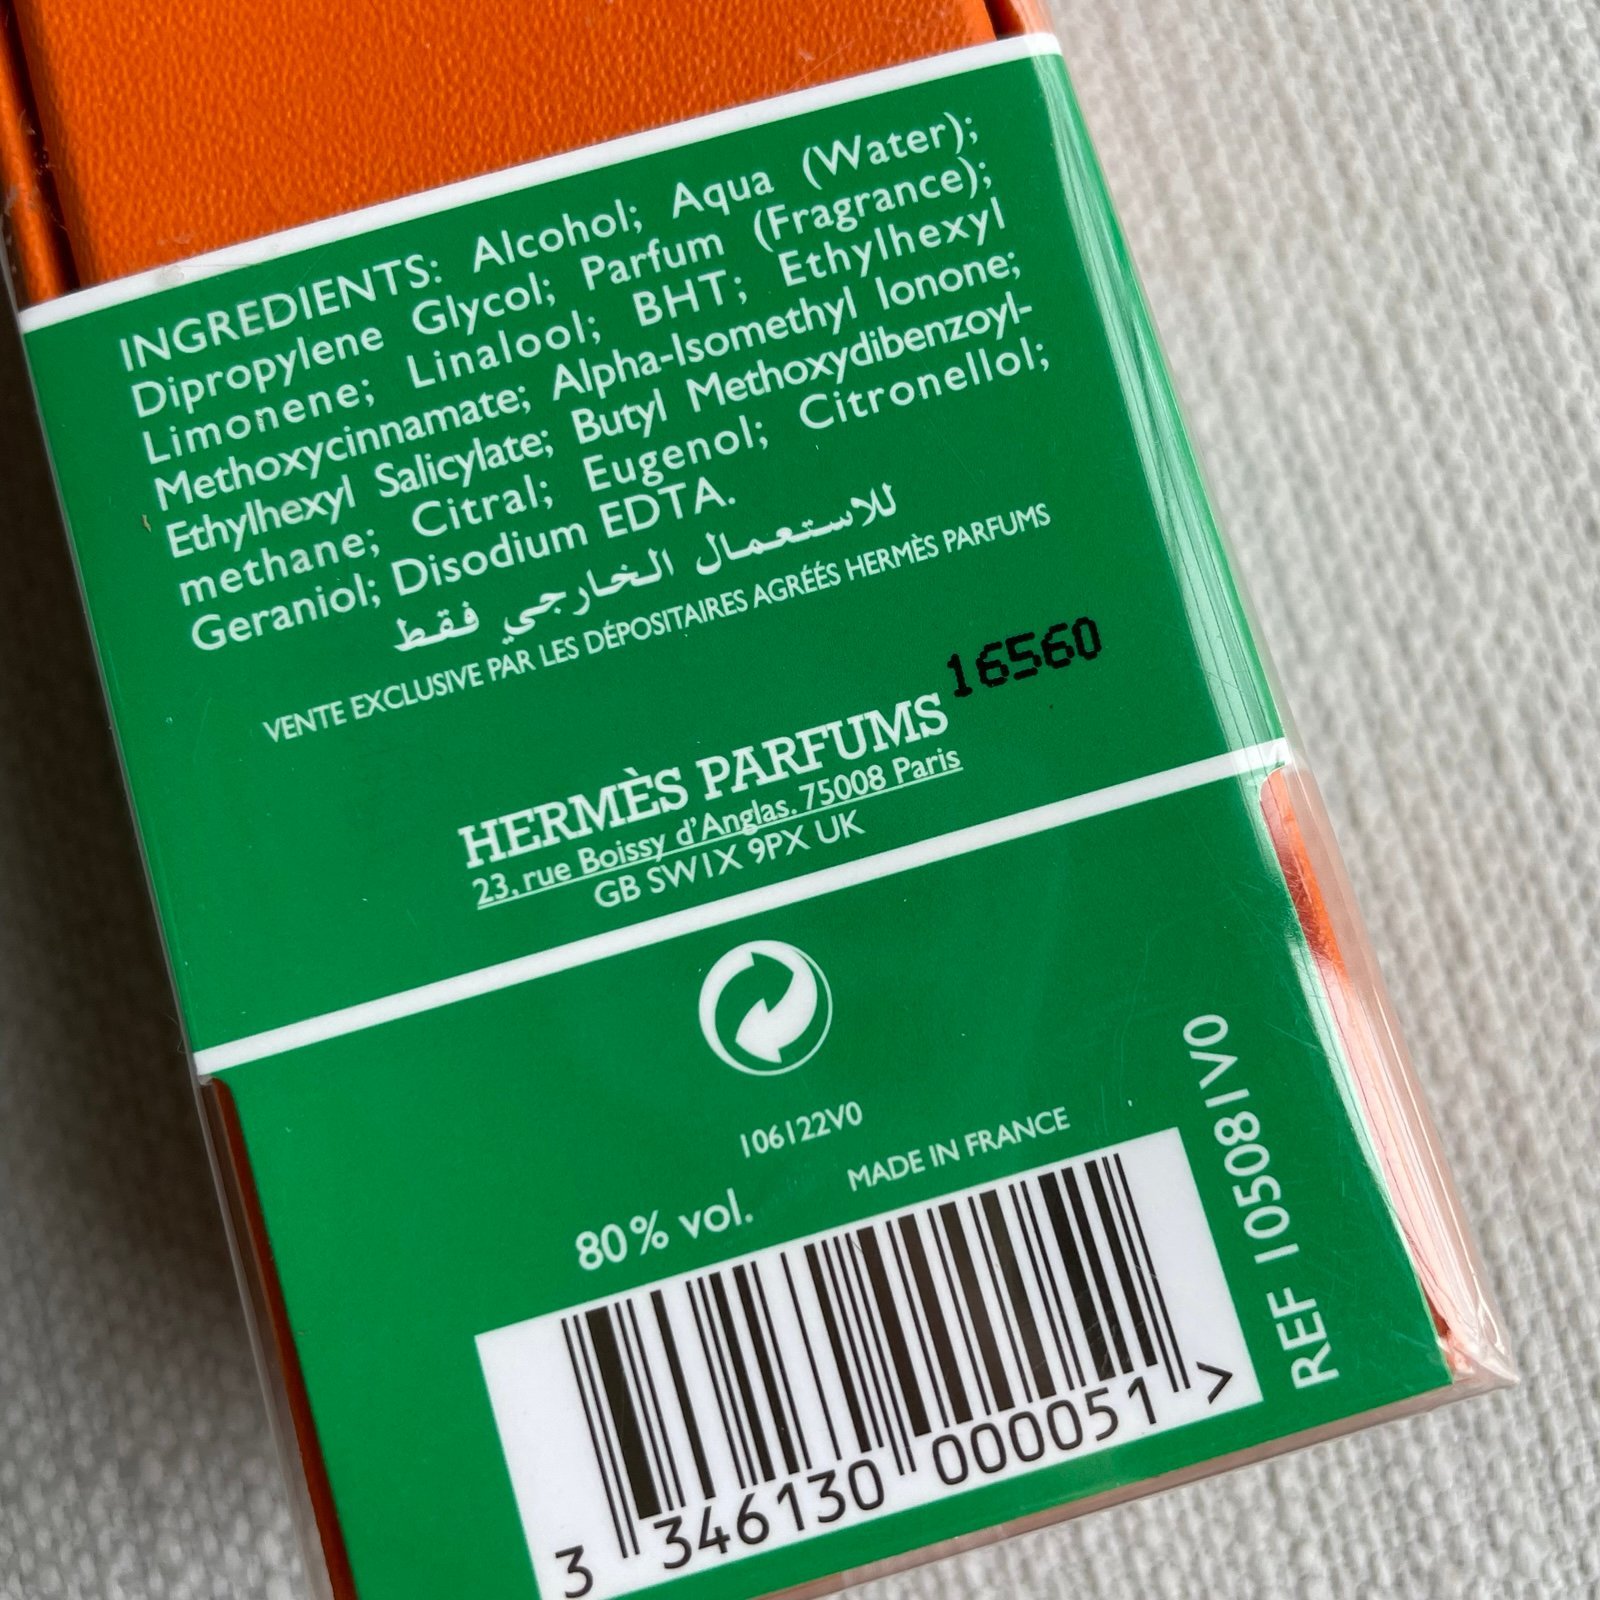 INGREDIENTS: Alcohol; Aqua (Water);
Dipropylene Glycol; Parfum (Fragrance);
Limonene; Linalool; BHT; Ethylhexyl
Methoxycinnamate; Alpha-Isomethyl Ionone;
Ethylhexyl Salicylate; Butyl Methoxydibenzoyl-
methane; Citral; Eugenol; Citronellol;
Geraniol; Disodium EDTA.
للاستعمال الخارجي فقط
VENTE EXCLUSIVE PAR LES DÉPOSITAIRES AGRÉÉS HERMÈS PARFUMS
16560
HERMÈS PARFUMS
23, rue Boissy d'Anglas. 75008 Paris
GB SW1X 9PX UK
106122V0
MADE IN FRANCE
80% vol.
REF 105081V0
3 346130 000051 >